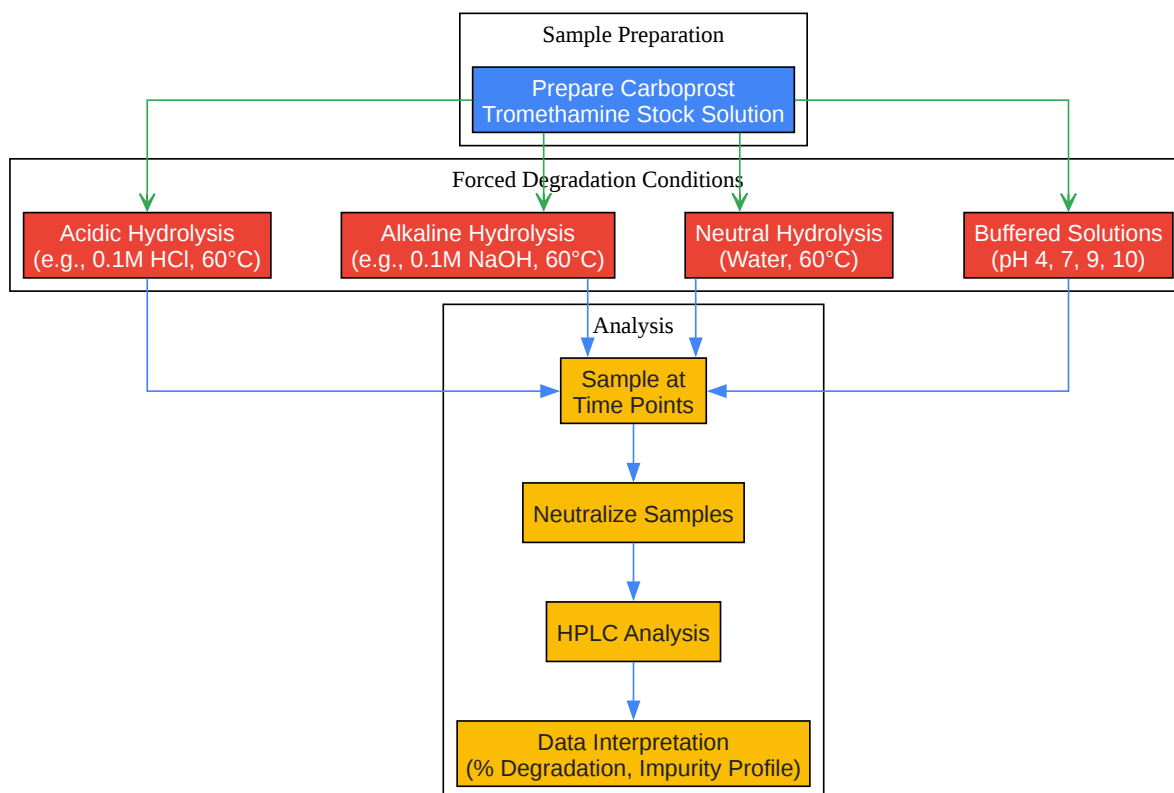 Sample Preparation
Prepare Carboprost
Tromethamine Stock Solution
Forced Degradation Conditions
Acidic Hydrolysis
(e.g., 0.1M HCl, 60°C)
Alkaline Hydrolysis
(e.g., 0.1M NaOH, 60°C)
Neutral Hydrolysis
(Water, 60°C)
Buffered Solutions
(pH 4, 7, 9, 10)
Analysis
Sample at
Time Points
Neutralize Samples
HPLC Analysis
Data Interpretation
(% Degradation, Impurity Profile)